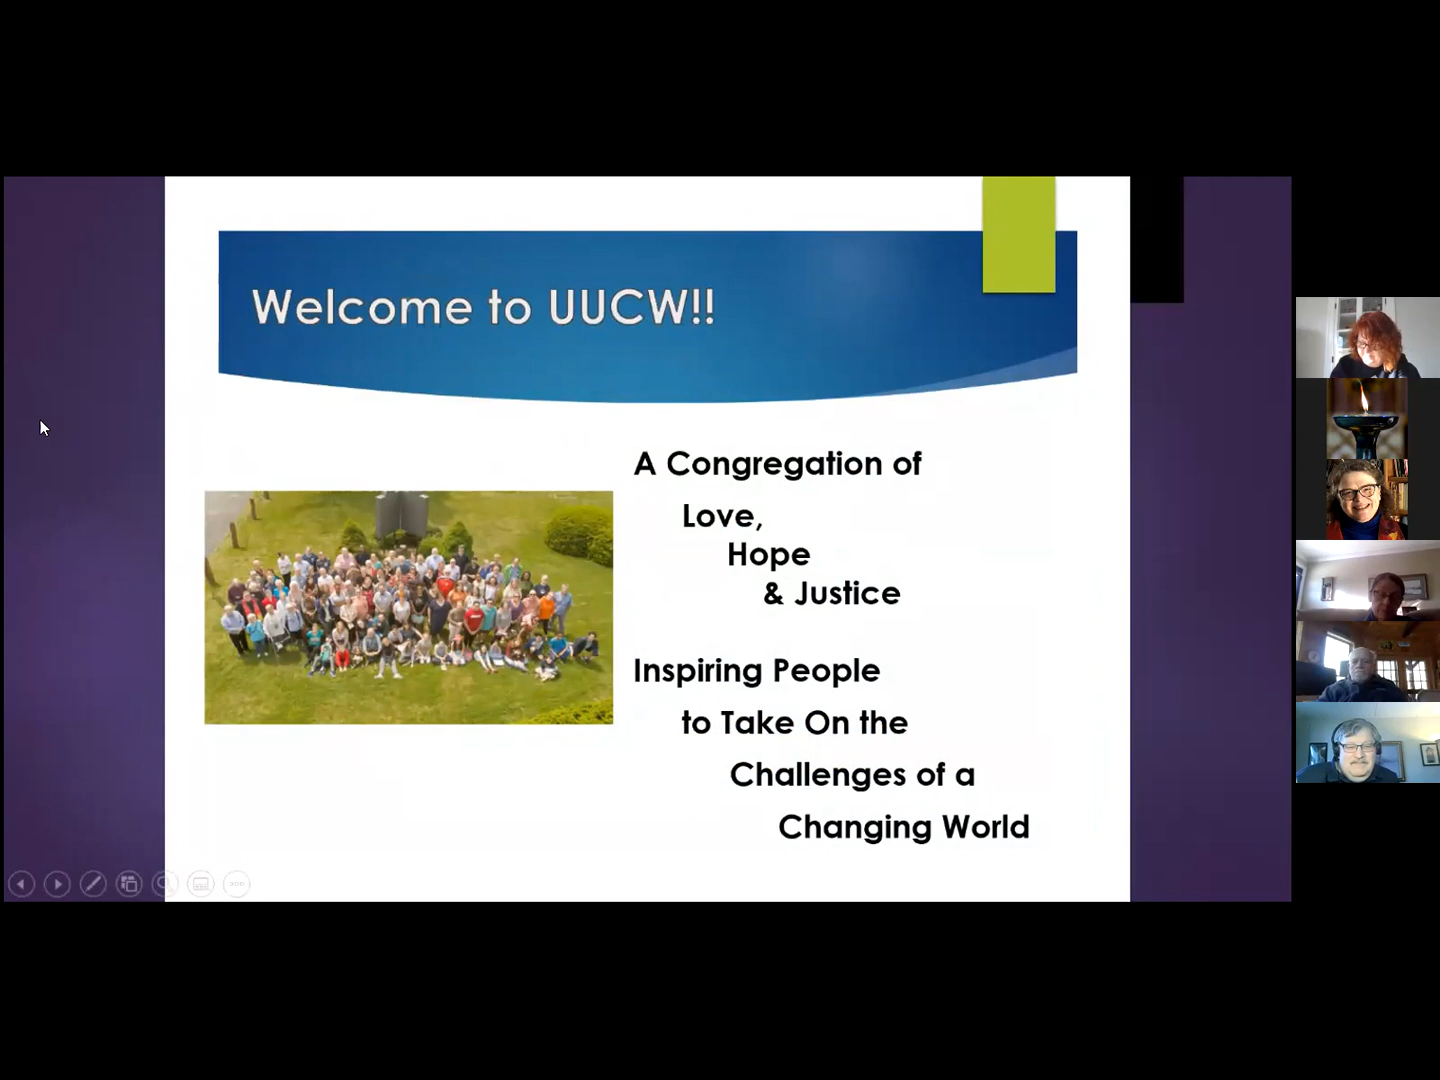 Welcome to UUCW!!
A Congregation of
Love,
Hope
& Justice
Inspiring People
to Take On the
Challenges of a
Changing World